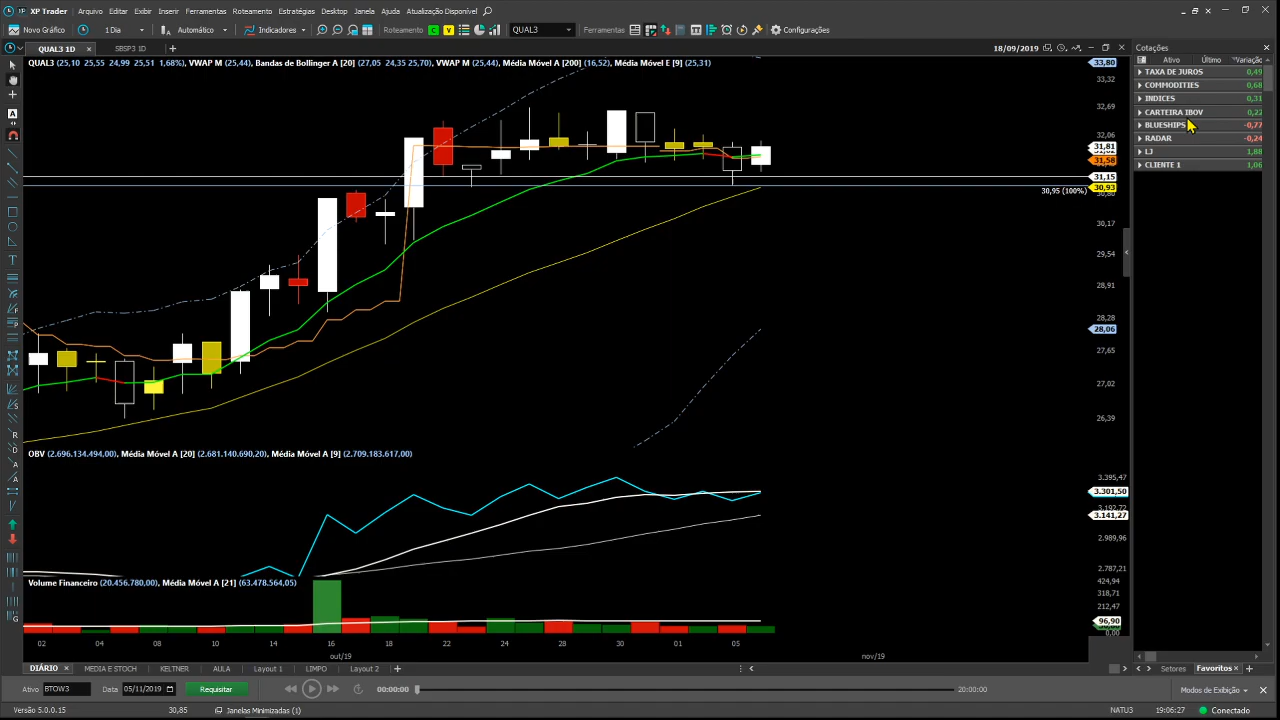 XP Trader Arquivo Editar Exibir Inserir Ferramentas Roteamento Estratégias Desktop Janela Ajuda Atualização Disponível
Novo Gráfico 1 Dia Automático Indicadores Roteamento C V QUAL3 Ferramentas Configurações
QUAL3 1D SBSP3 1D 18/09/2019 Cotações
QUAL3 (25,10 25,55 24,99 25,51 1,68%), VWAP M (25,44), Bandas de Bollinger A [20] (27,05 24,35 25,70), VWAP M (25,44), Média Móvel A [200] (16,52), Média Móvel E [9] (25,31)
Ativo Último Variação
TAXA DE JUROS 0,49
COMMODITIES 0,68
INDICES 0,31
CARTEIRA IBOV 0,22
BLUESHIPS -0,77
RADAR -0,24
LJ 1,88
CLIENTE 1 1,06
33,80
33,32
32,69
32,06
31,81
31,58
31,15
30,93
30,95 (100%)
30,17
29,54
28,91
28,28
28,06
27,65
27,02
26,39
OBV (2.696.134.494,00), Média Móvel A [20] (2.681.140.690,20), Média Móvel A [9] (2.709.183.617,00)
3.395,47
3.301,50
3.192,72
3.141,27
2.989,96
2.787,21
Volume Financeiro (20.456.780,00), Média Móvel A [21] (63.478.564,05)
424,94
318,71
212,47
96,90
0,00
02 04 08 10 14 16 18 22 24 28 30 01 05
out/19 nov/19
DIÁRIO MEDIA E STOCH KELTNER AULA Layout 1 LIMPO Layout 2 Setores Favoritos
Ativo BTOW3 Data 05/11/2019 Requisitar 00:00:00 20:00:00 Modos de Exibição
Versão 5.0.0.15 30,85 Janelas Minimizadas (1) NATU3 19:06:27 Conectado